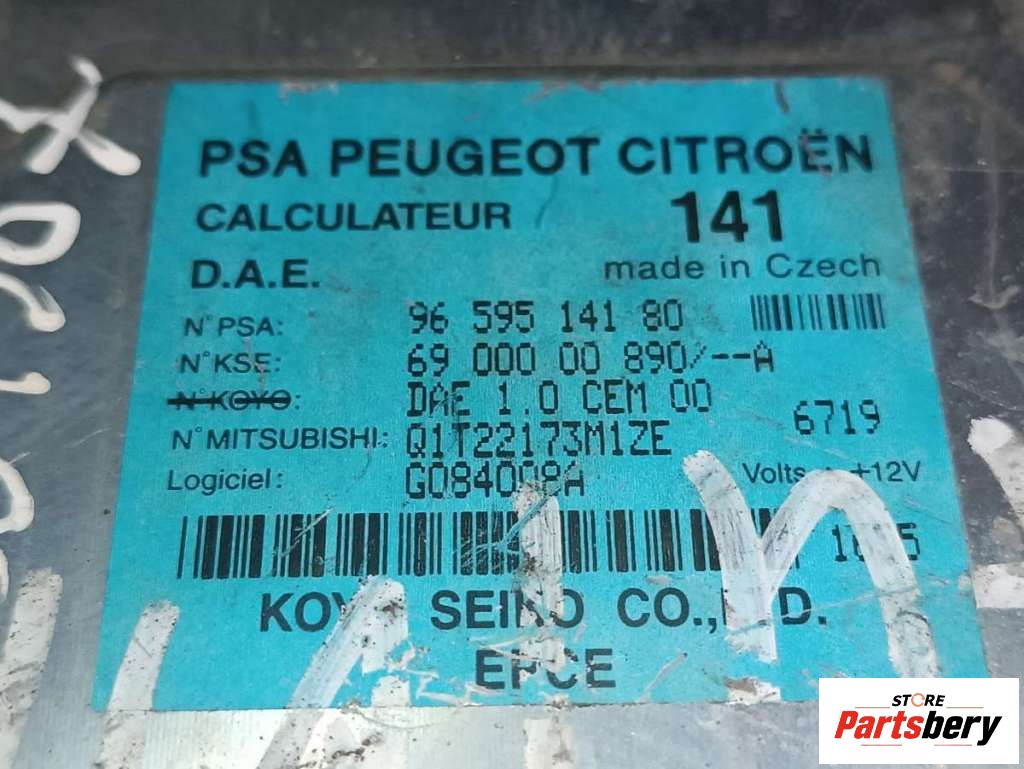 PSA PEUGEOT CITROËN
CALCULATEUR 141
D.A.E. made in Czech
N° PSA: 96 595 141 80
N° KSE: 69 000 00 890/--A
N° KOYO: DAE 1.0 CEM 00
6719
N° MITSUBISHI: Q1T22173M1ZE
Logiciel: G084098A Volts: +12V
SEIKO CO.,
EPCE
STORE
Partsbery